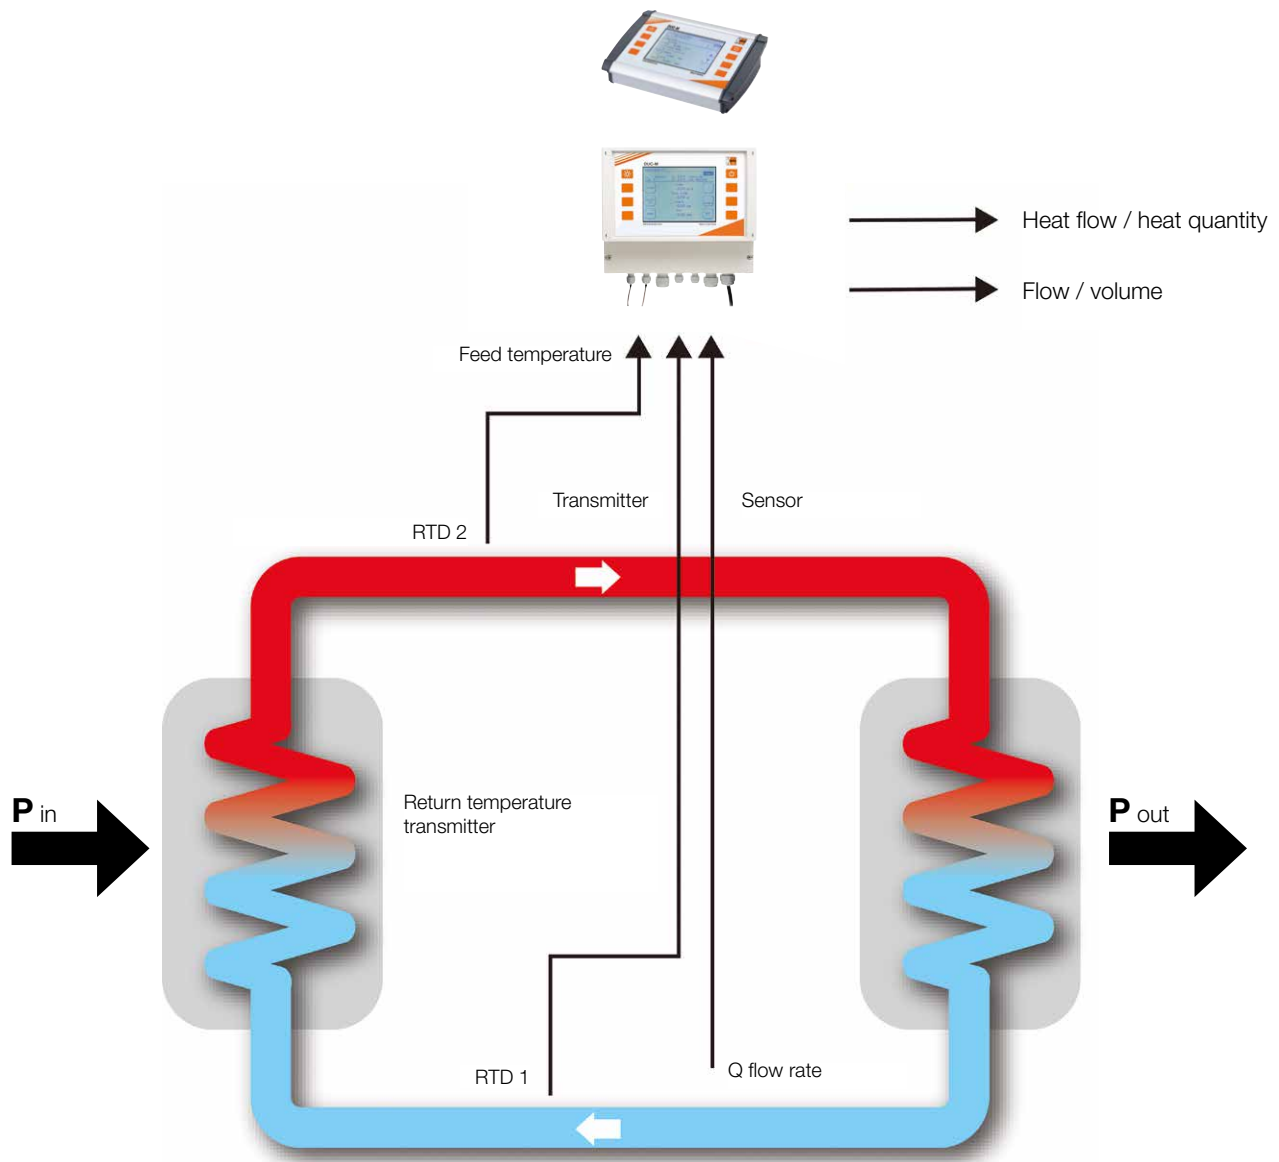 DUC-M
Heat flow / heat quantity
Flow / volume
Feed temperature
Transmitter
Sensor
RTD 2
P in
Return temperature
transmitter
P out
RTD 1
Q flow rate